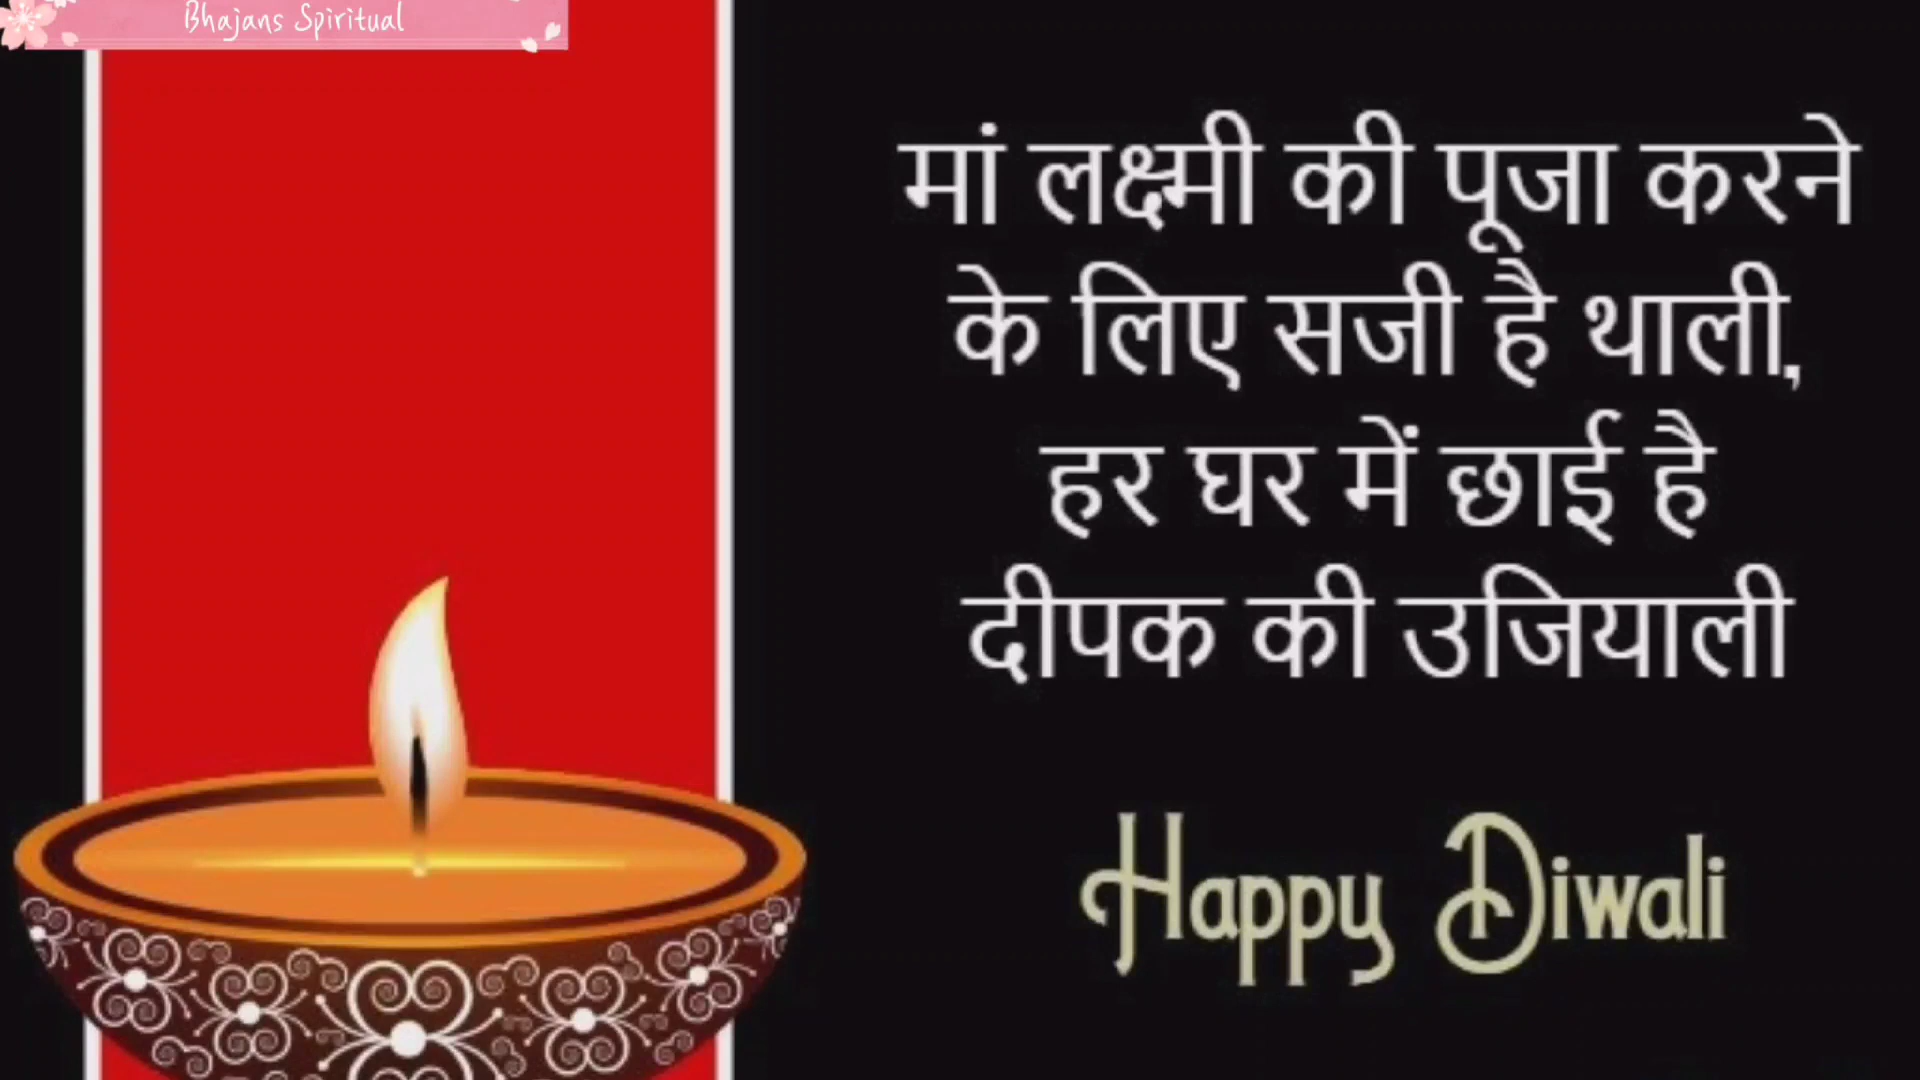 Bhajans Spiritual
मां लक्ष्मी की पूजा करने
के लिए सजी है थाली,
हर घर में छाई है
दीपक की उजियाली
Happy Diwali